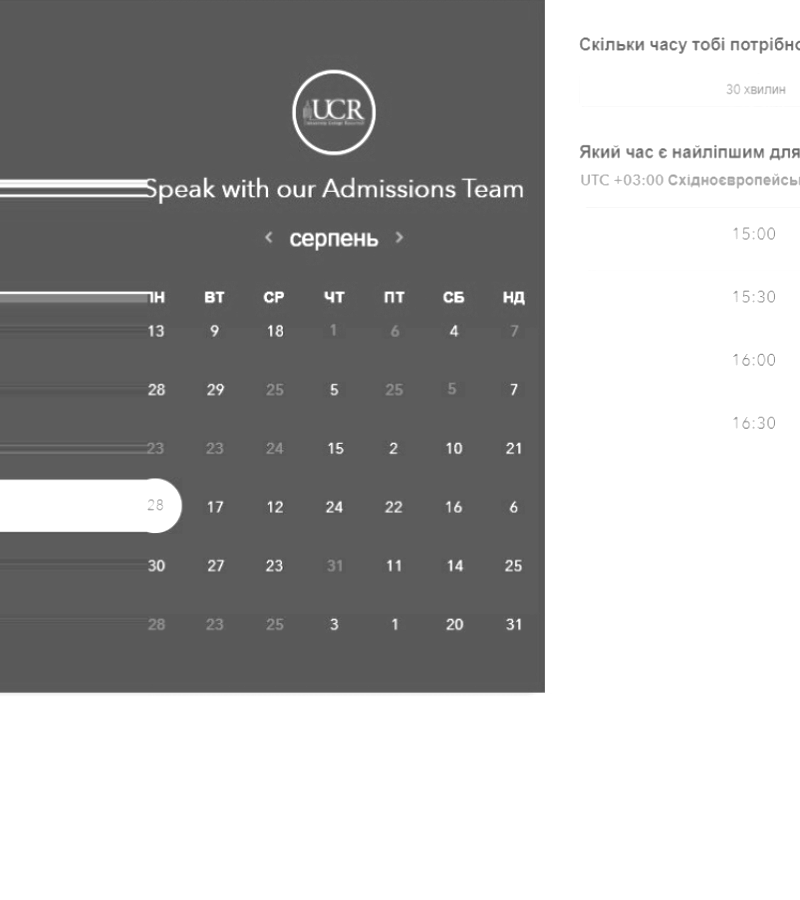 UCR
Speak with our Admissions Team
серпень
ПН ВТ СР ЧТ ПТ СБ НД
13 9 18 1 6 4 7
28 29 25 5 25 5 7
23 23 24 15 2 10 21
28 17 12 24 22 16 6
30 27 23 31 11 14 25
28 23 25 3 1 20 31
Скільки часу тобі потрібно
30 хвилин
Який час є найліпшим для
UTC +03:00 Східноєвропейсь
15:00
15:30
16:00
16:30